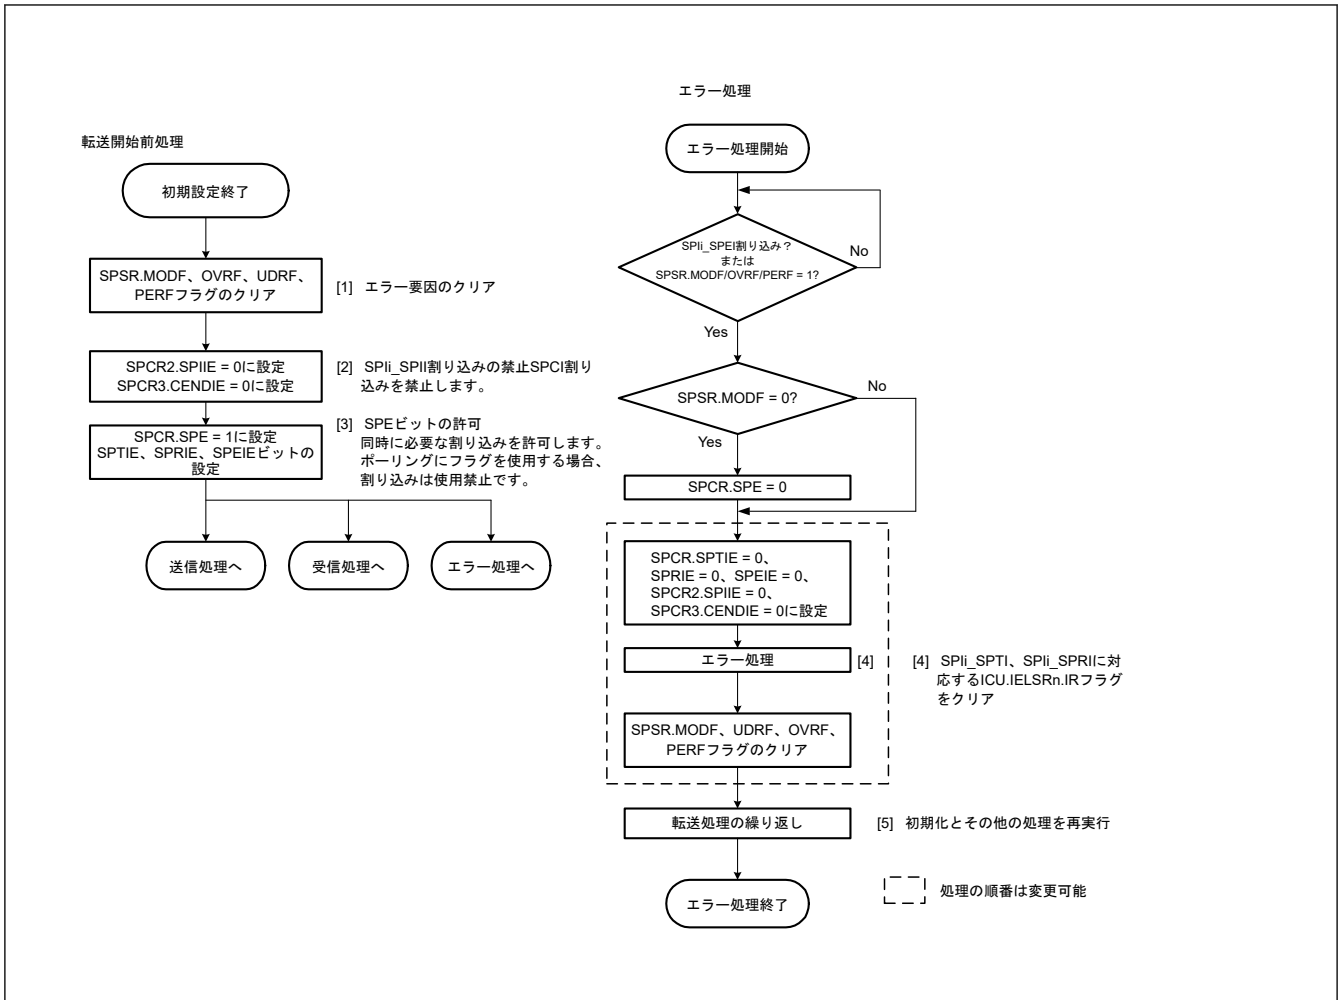 転送開始前処理
初期設定終了
SPSR.MODF、OVRF、UDRF、
PERFフラグのクリア
[1] エラー要因のクリア
SPCR2.SPIIE = 0に設定
SPCR3.CENDIE = 0に設定
[2] SPIi_SPII割り込みの禁止SPCI割り
込みを禁止します。
SPCR.SPE = 1に設定
SPTIE、SPRIE、SPEIEビットの
設定
[3] SPEビットの許可
同時に必要な割り込みを許可します。
ポーリングにフラグを使用する場合、
割り込みは使用禁止です。
送信処理へ
受信処理へ
エラー処理へ
エラー処理
エラー処理開始
SPIi_SPEI割り込み？
または
SPSR.MODF/OVRF/PERF = 1?
No
Yes
SPSR.MODF = 0?
No
Yes
SPCR.SPE = 0
SPCR.SPTIE = 0、
SPRIE = 0、SPEIE = 0、
SPCR2.SPIIE = 0、
SPCR3.CENDIE = 0に設定
エラー処理
[4]
[4] SPIi_SPTI、SPIi_SPRIに対
応するICU.IELSRn.IRフラグ
をクリア
SPSR.MODF、UDRF、OVRF、
PERFフラグのクリア
転送処理の繰り返し
[5] 初期化とその他の処理を再実行
エラー処理終了
処理の順番は変更可能